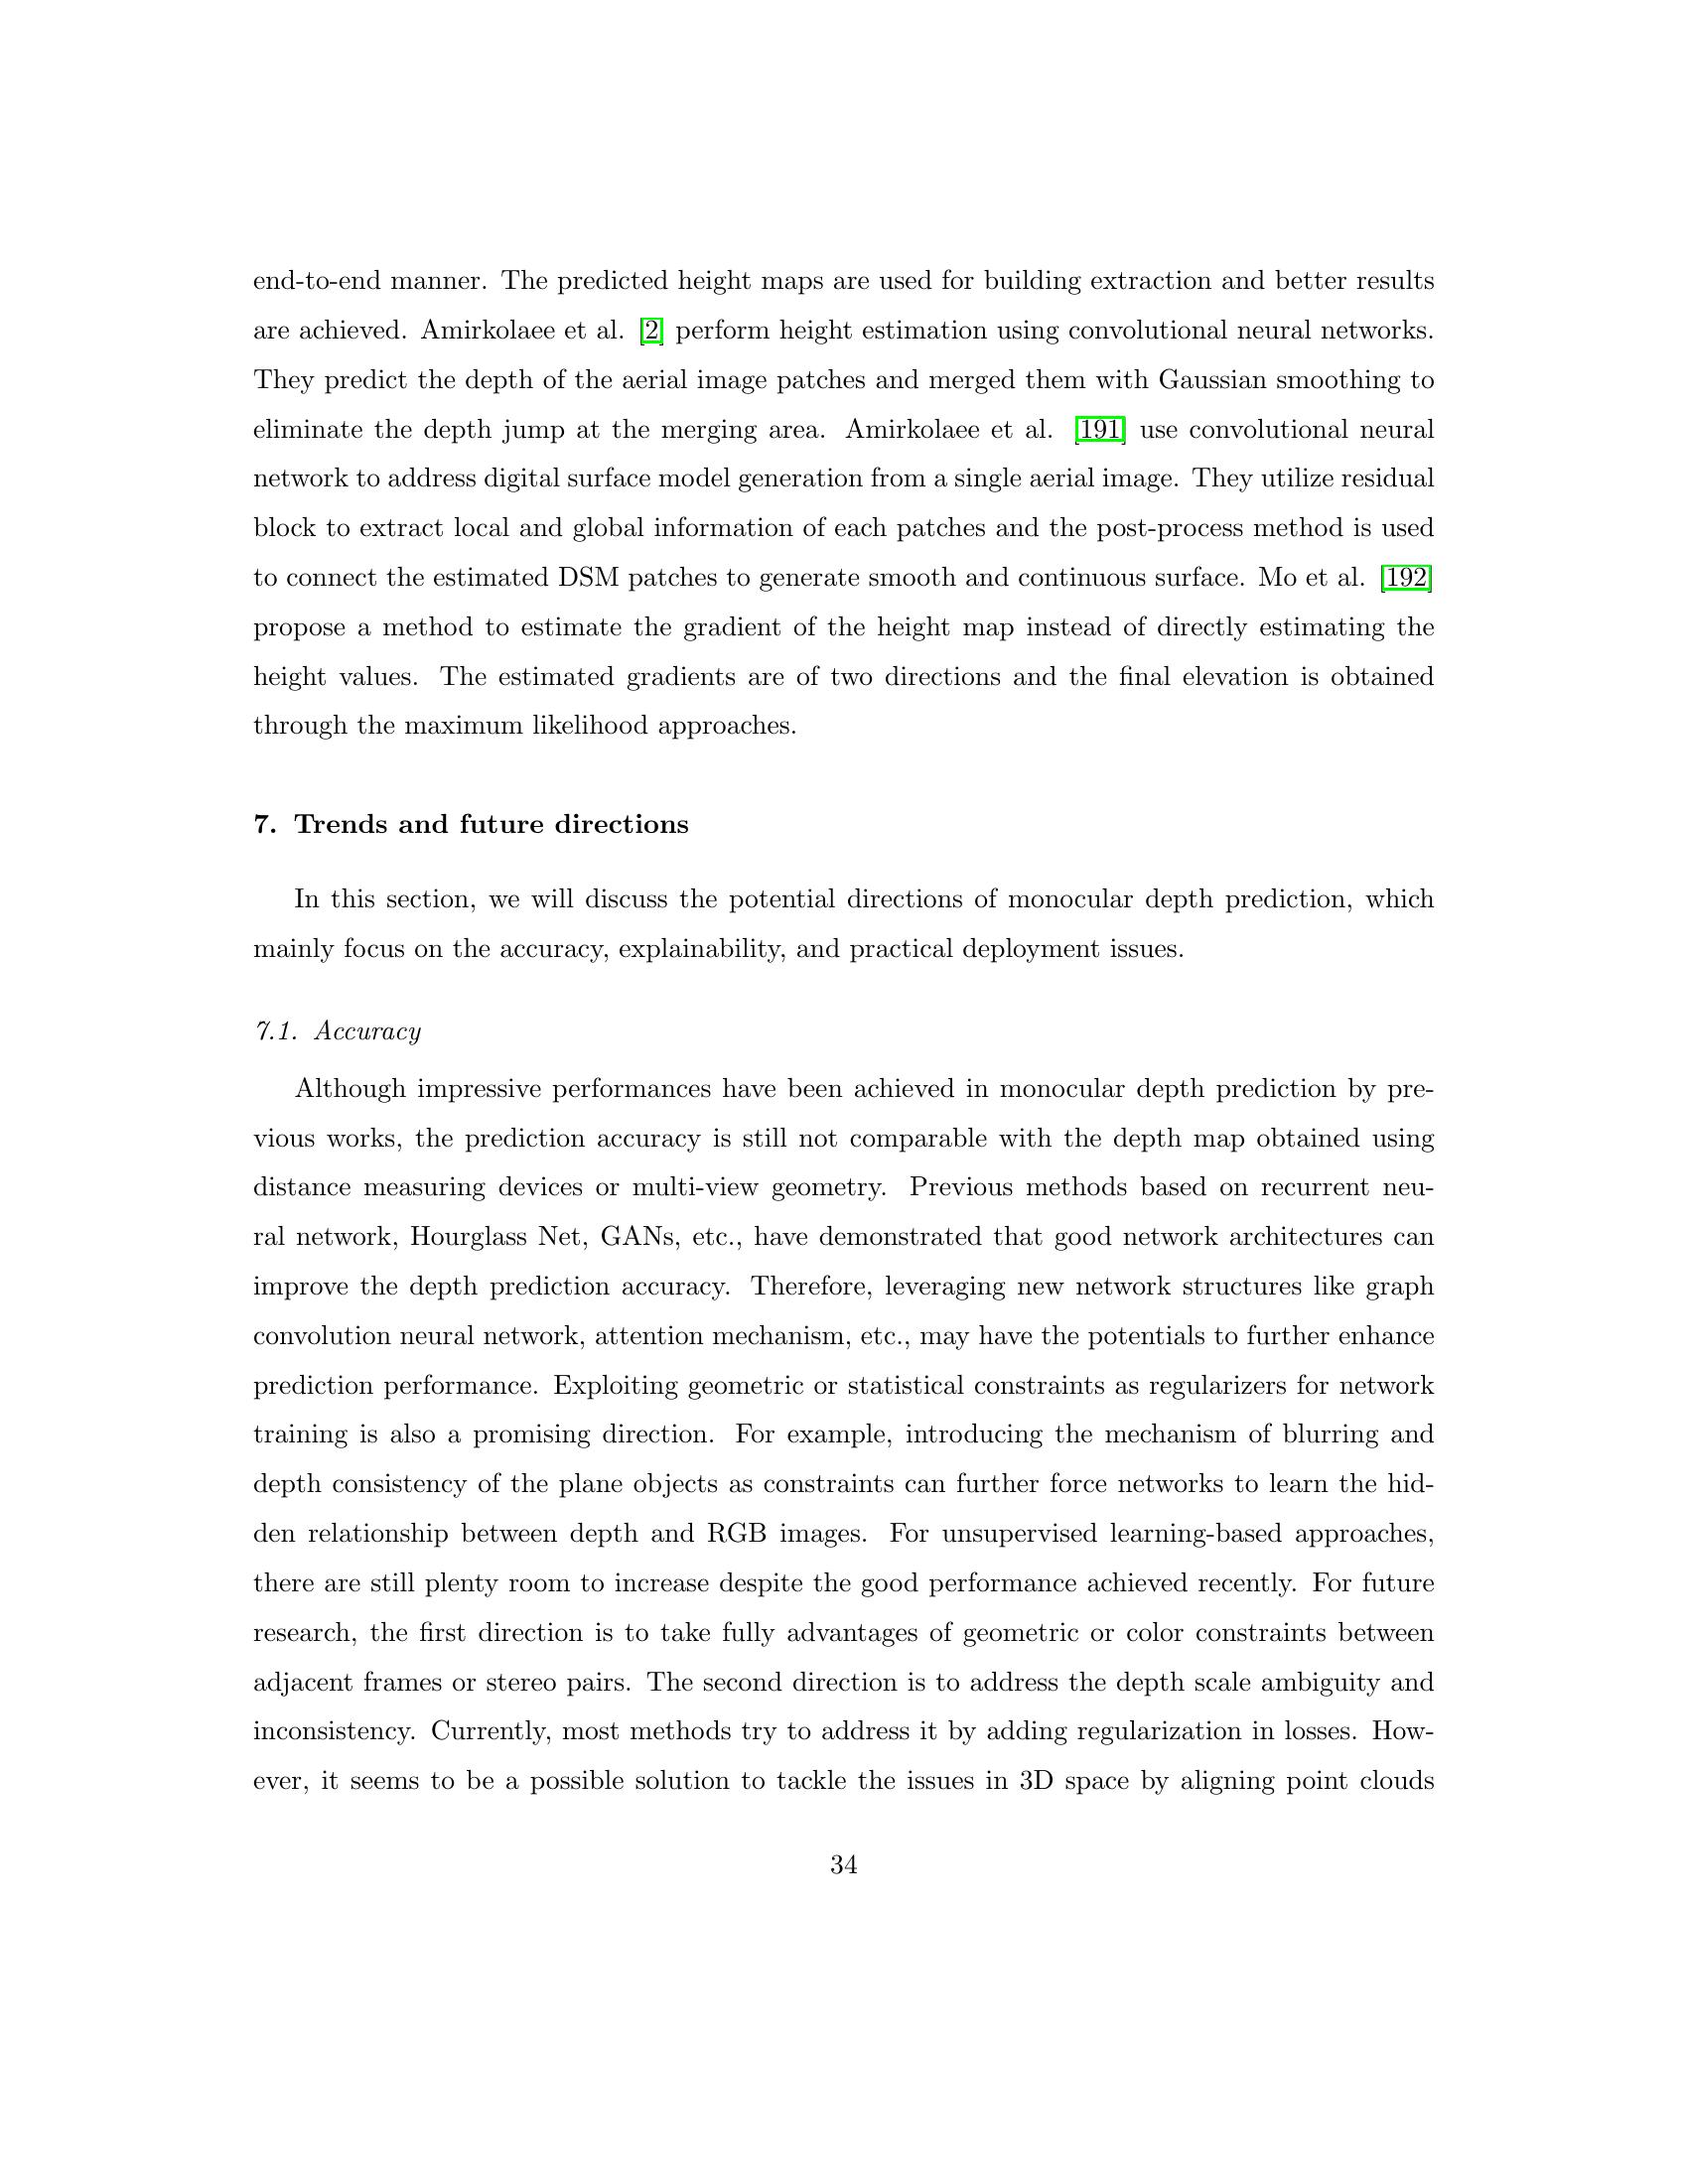 end-to-end manner. The predicted height maps are used for building extraction and better results
are achieved. Amirkolaee et al. [2] perform height estimation using convolutional neural networks.
They predict the depth of the aerial image patches and merged them with Gaussian smoothing to
eliminate the depth jump at the merging area. Amirkolaee et al. [191] use convolutional neural
network to address digital surface model generation from a single aerial image. They utilize residual
block to extract local and global information of each patches and the post-process method is used
to connect the estimated DSM patches to generate smooth and continuous surface. Mo et al. [192]
propose a method to estimate the gradient of the height map instead of directly estimating the
height values. The estimated gradients are of two directions and the final elevation is obtained
through the maximum likelihood approaches.
7. Trends and future directions
In this section, we will discuss the potential directions of monocular depth prediction, which
mainly focus on the accuracy, explainability, and practical deployment issues.
7.1. Accuracy
Although impressive performances have been achieved in monocular depth prediction by pre-
vious works, the prediction accuracy is still not comparable with the depth map obtained using
distance measuring devices or multi-view geometry. Previous methods based on recurrent neu-
ral network, Hourglass Net, GANs, etc., have demonstrated that good network architectures can
improve the depth prediction accuracy. Therefore, leveraging new network structures like graph
convolution neural network, attention mechanism, etc., may have the potentials to further enhance
prediction performance. Exploiting geometric or statistical constraints as regularizers for network
training is also a promising direction. For example, introducing the mechanism of blurring and
depth consistency of the plane objects as constraints can further force networks to learn the hid-
den relationship between depth and RGB images. For unsupervised learning-based approaches,
there are still plenty room to increase despite the good performance achieved recently. For future
research, the first direction is to take fully advantages of geometric or color constraints between
adjacent frames or stereo pairs. The second direction is to address the depth scale ambiguity and
inconsistency. Currently, most methods try to address it by adding regularization in losses. How-
ever, it seems to be a possible solution to tackle the issues in 3D space by aligning point clouds
34